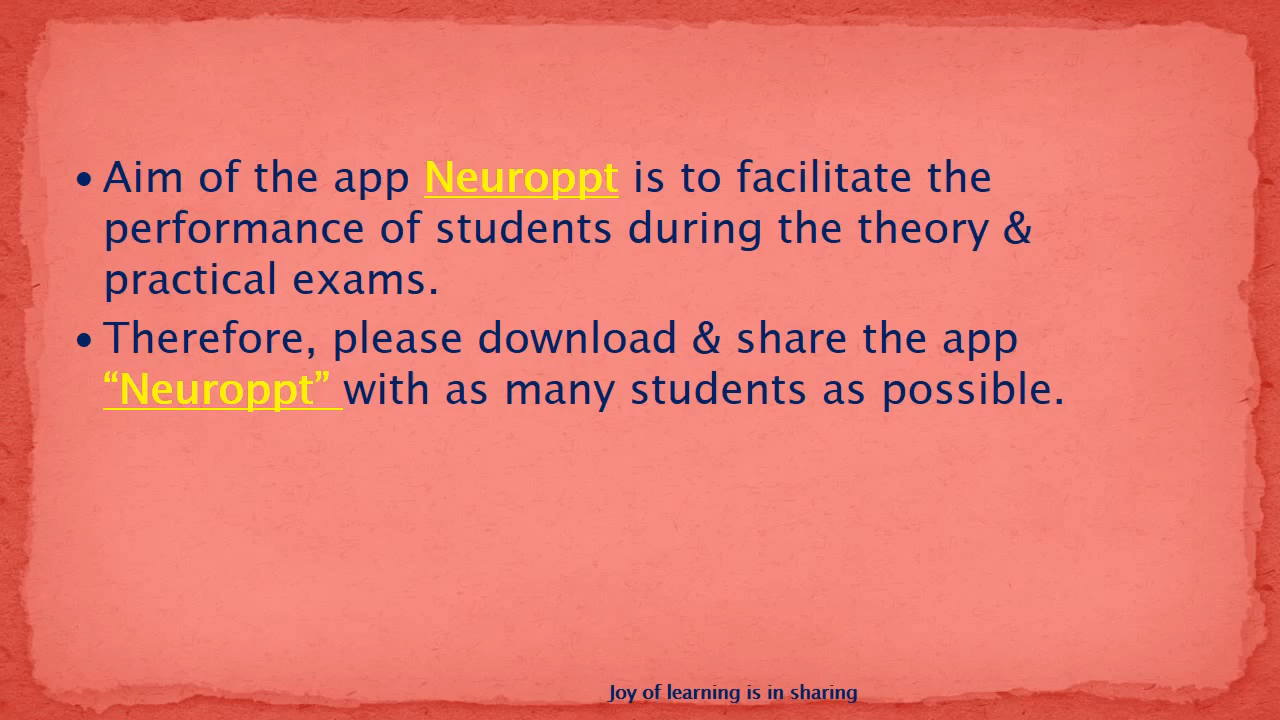 • Aim of the app Neuroppt is to facilitate the
performance of students during the theory &
practical exams.
• Therefore, please download & share the app
“Neuroppt” with as many students as possible.
Joy of learning is in sharing